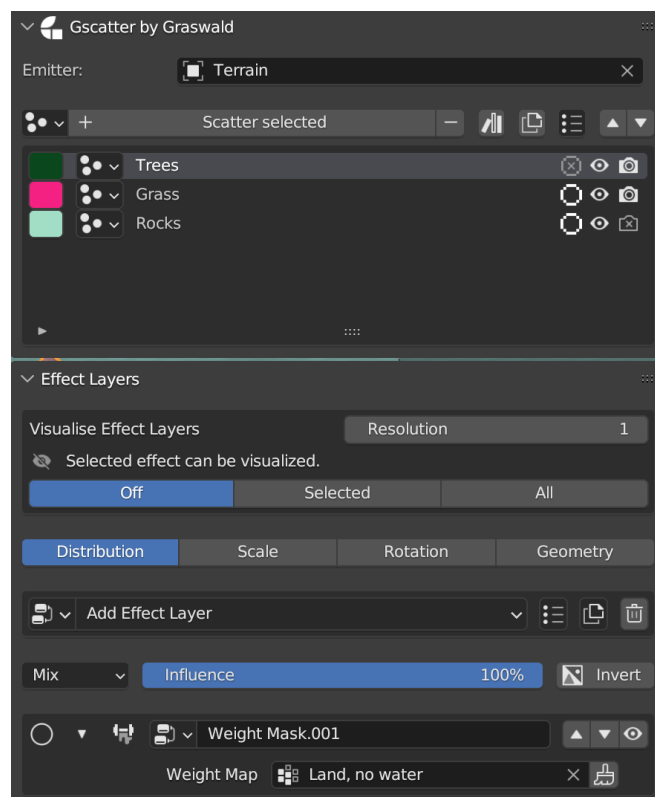 Gscatter by Graswald
Emitter: Terrain
Scatter selected
Trees
Grass
Rocks
Effect Layers
Visualise Effect Layers Resolution 1
Selected effect can be visualized.
Off Selected All
Distribution Scale Rotation Geometry
Add Effect Layer
Mix Influence 100% Invert
Weight Mask.001
Weight Map Land, no water